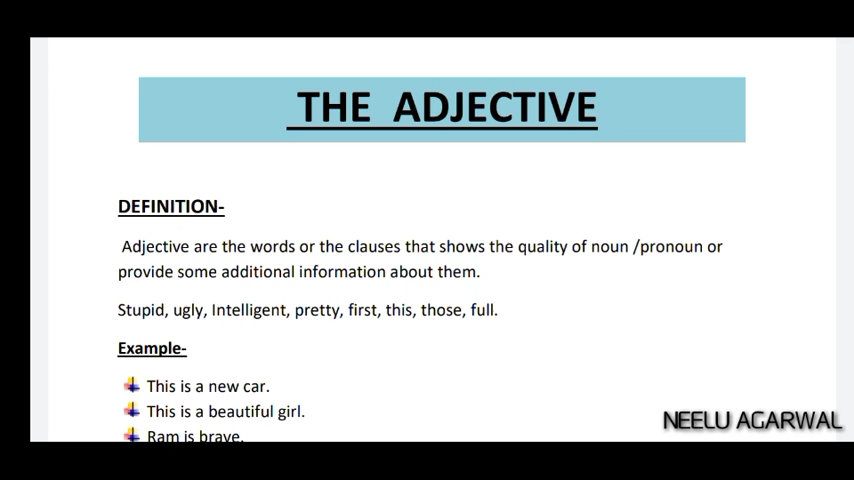 THE ADJECTIVE
DEFINITION-
Adjective are the words or the clauses that shows the quality of noun /pronoun or
provide some additional information about them.
Stupid, ugly, Intelligent, pretty, first, this, those, full.
Example-
This is a new car.
This is a beautiful girl.
Ram is brave.
NEELU AGARWAL